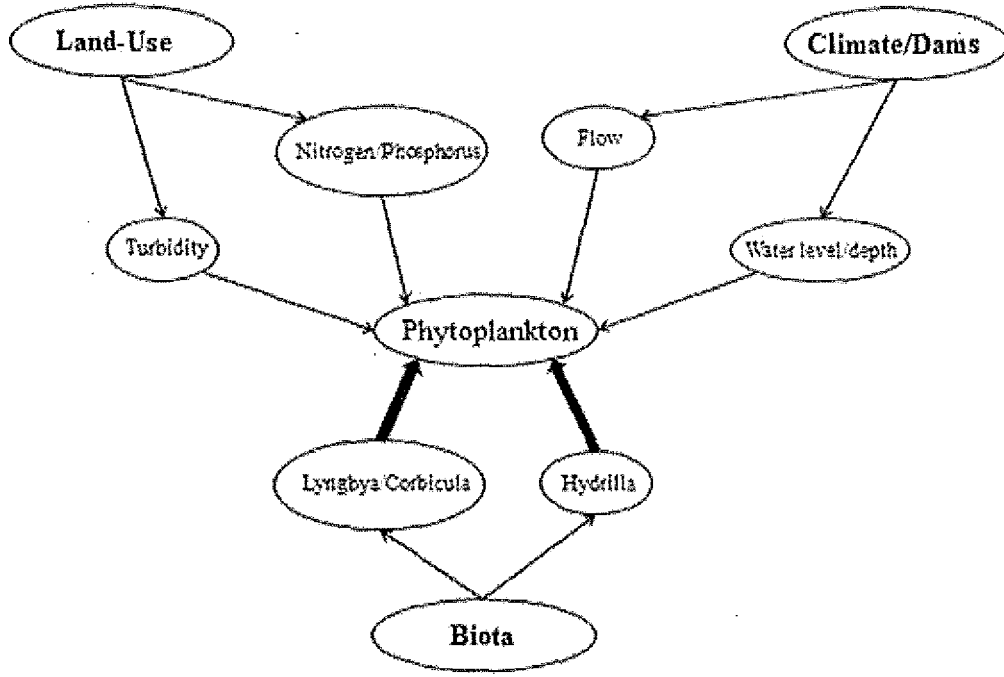 Land-Use
Climate/Dams
Nitrogen/Phosphorus
Flow
Turbidity
Water level/depth
Phytoplankton
Lyngbya/Corbicula
Hydrilla
Biota